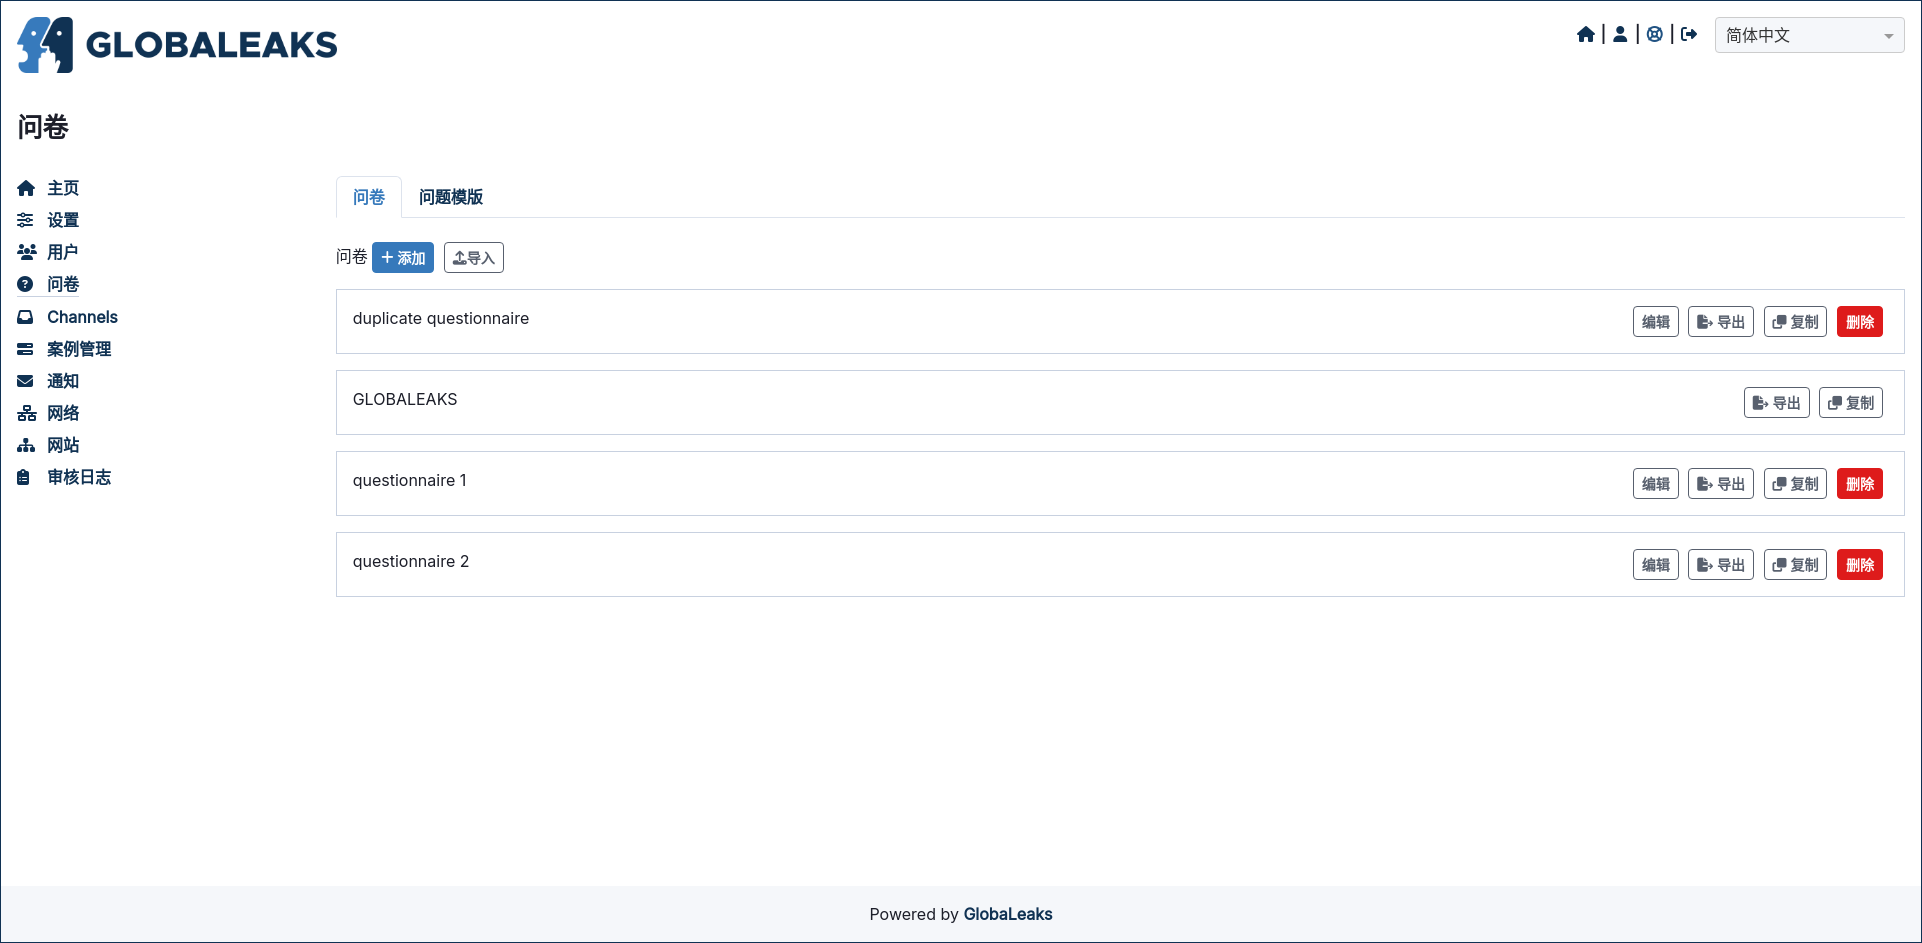 GLOBALEAKS
简体中文
问卷
主页
设置
用户
问卷
Channels
案例管理
通知
网络
网站
审核日志
问卷 问题模版
问卷 添加 导入
duplicate questionnaire 编辑 导出 复制 删除
GLOBALEAKS 导出 复制
questionnaire 1 编辑 导出 复制 删除
questionnaire 2 编辑 导出 复制 删除
Powered by GlobaLeaks